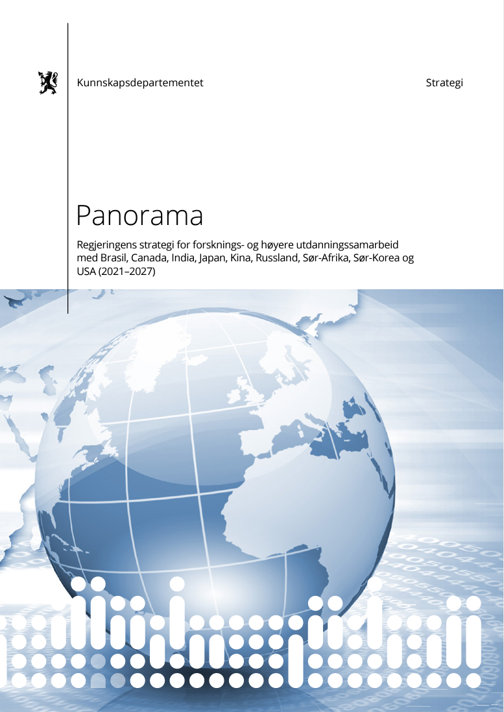 Kunnskapsdepartementet
Strategi
Panorama
Regjeringens strategi for forsknings- og høyere utdanningssamarbeid
med Brasil, Canada, India, Japan, Kina, Russland, Sør-Afrika, Sør-Korea og
USA (2021–2027)